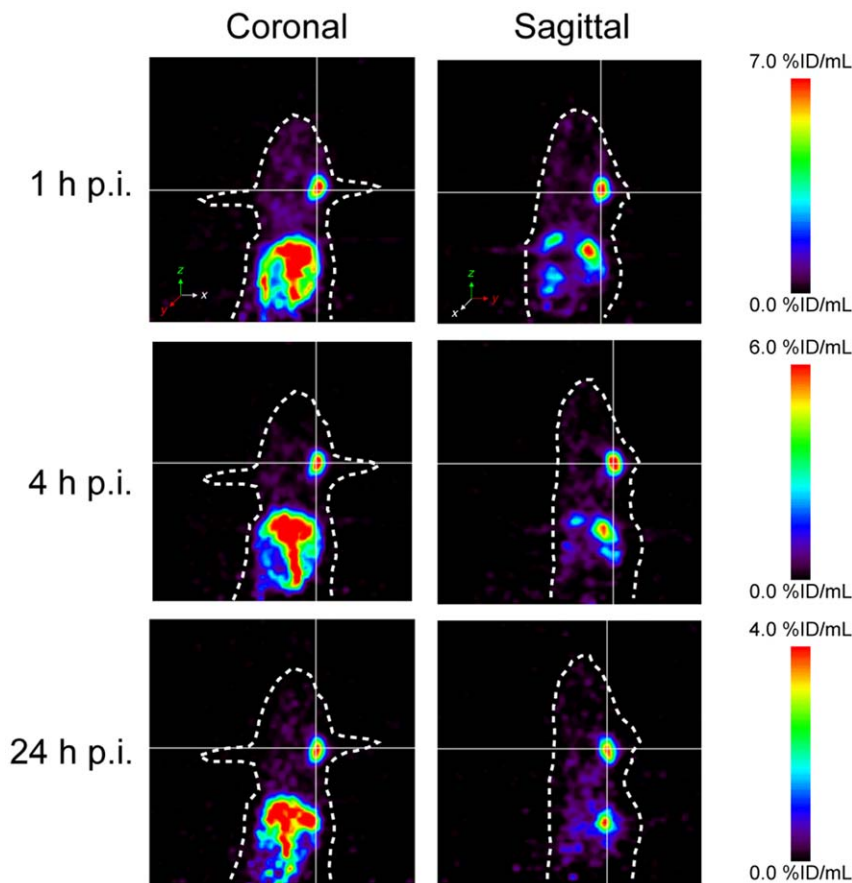 Coronal
Sagittal
7.0 %ID/mL
1 h p.i.
z
x
y
z
x
y
0.0 %ID/mL
6.0 %ID/mL
4 h p.i.
0.0 %ID/mL
4.0 %ID/mL
24 h p.i.
0.0 %ID/mL